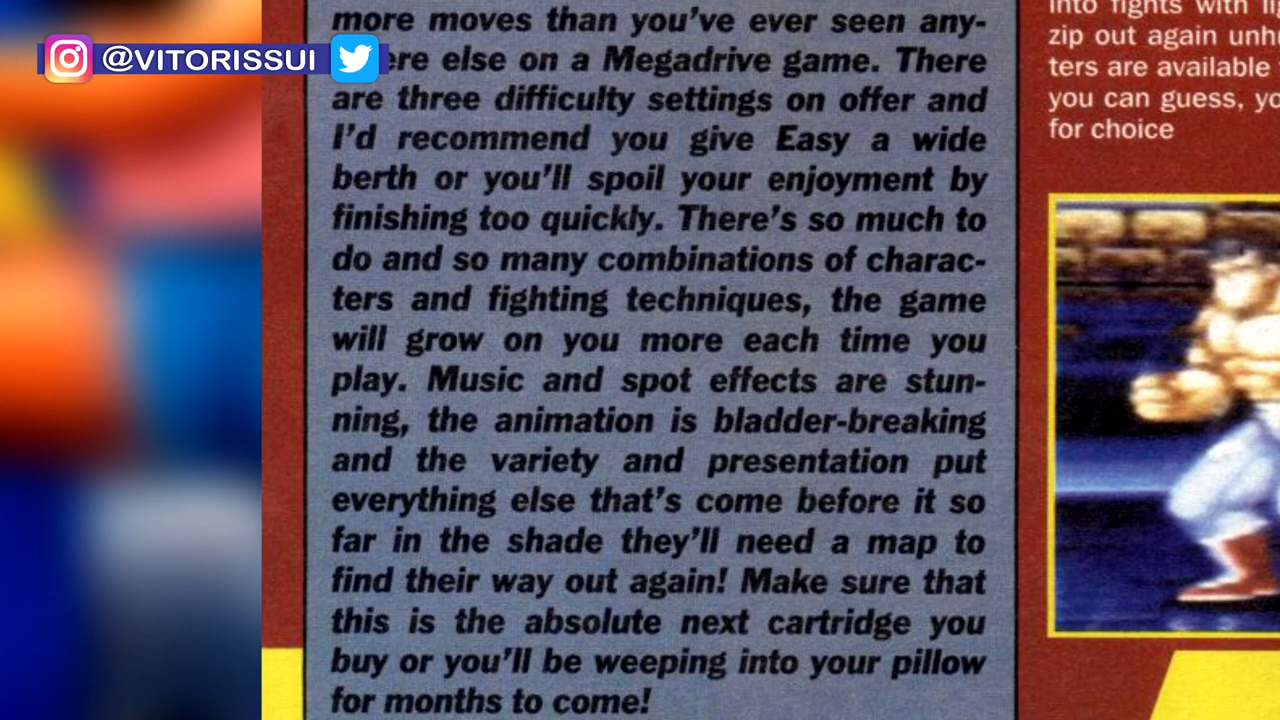 @VITORISSUI
more moves than you've ever seen any-
ere else on a Megadrive game. There
are three difficulty settings on offer and
I'd recommend you give Easy a wide
berth or you'll spoil your enjoyment by
finishing too quickly. There's so much to
do and so many combinations of charac-
ters and fighting techniques, the game
will grow on you more each time you
play. Music and spot effects are stun-
ning, the animation is bladder-breaking
and the variety and presentation put
everything else that's come before it so
far in the shade they'll need a map to
find their way out again! Make sure that
this is the absolute next cartridge you
buy or you'll be weeping into your pillow
for months to come!
into fights with
zip out again
ters are available
you can guess,
for choice